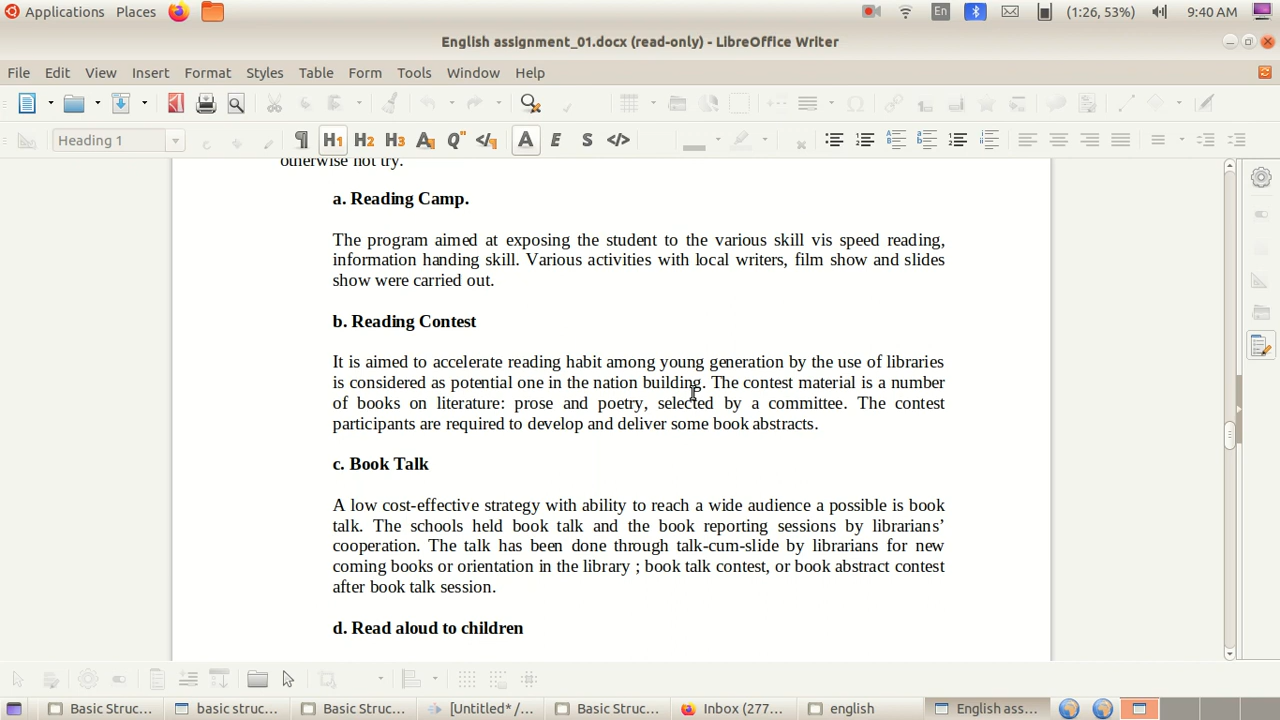 Applications Places En (1:26, 53%) 9:40 AM
English assignment_01.docx (read-only) - LibreOffice Writer
File Edit View Insert Format Styles Table Form Tools Window Help
Heading 1 H1 H2 H3 A Q" </> A E S </>
otherwise not try.
a. Reading Camp.
The program aimed at exposing the student to the various skill vis speed reading,
information handing skill. Various activities with local writers, film show and slides
show were carried out.
b. Reading Contest
It is aimed to accelerate reading habit among young generation by the use of libraries
is considered as potential one in the nation building. The contest material is a number
of books on literature: prose and poetry, selected by a committee. The contest
participants are required to develop and deliver some book abstracts.
c. Book Talk
A low cost-effective strategy with ability to reach a wide audience a possible is book
talk. The schools held book talk and the book reporting sessions by librarians’
cooperation. The talk has been done through talk-cum-slide by librarians for new
coming books or orientation in the library ; book talk contest, or book abstract contest
after book talk session.
d. Read aloud to children
Basic Struc... basic struc... Basic Struc... [Untitled* /... Basic Struc... Inbox (277... english English ass...